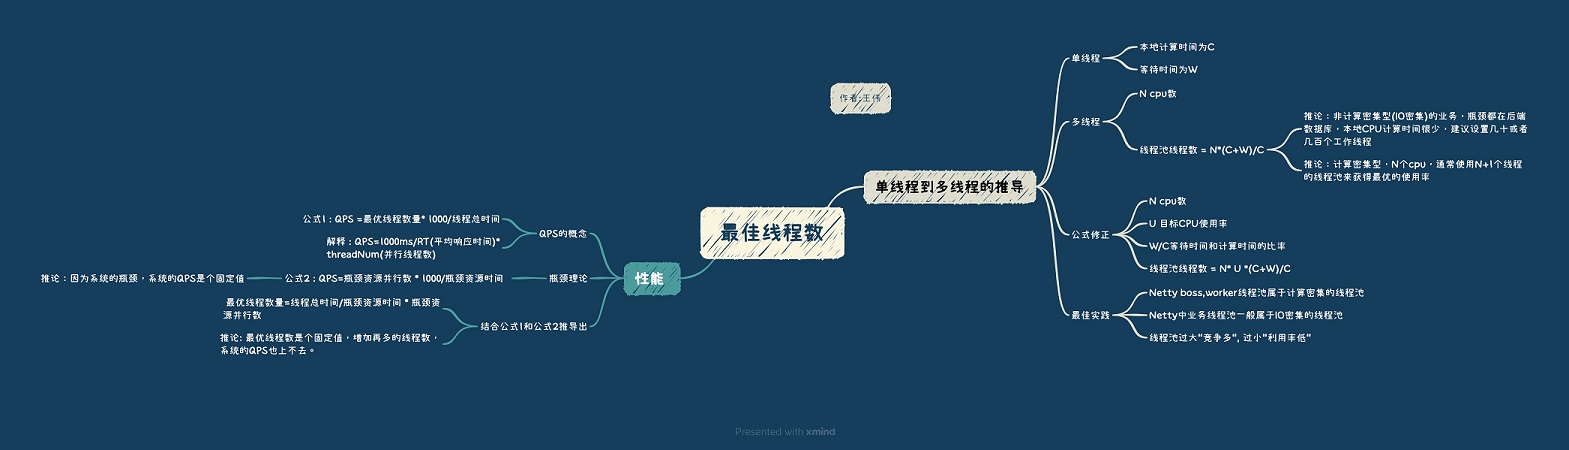 作者:王伟
最佳线程数
单线程到多线程的推导
单线程
本地计算时间为C
等待时间为W
多线程
N cpu数
线程池线程数 = N*(C+W)/C
推论：非计算密集型(IO密集)的业务，瓶颈都在后端
数据库，本地CPU计算时间很少，建议设置几十或者
几百个工作线程
推论：计算密集型，N个cpu，通常使用N+1个线程
的线程池来获得最优的使用率
公式修正
N cpu数
U 目标CPU使用率
W/C等待时间和计算时间的比率
线程池线程数 = N* U *(C+W)/C
最佳实践
Netty boss,worker线程池属于计算密集的线程池
Netty中业务线程池一般属于IO密集的线程池
线程池过大"竞争多", 过小"利用率低"
性能
QPS的概念
公式1：QPS =最优线程数量* 1000/线程总时间
解释：QPS=1000ms/RT(平均响应时间)*
threadNum(并行线程数)
瓶颈理论
公式2：QPS=瓶颈资源并行数 * 1000/瓶颈资源时间
推论：因为系统的瓶颈，系统的QPS是个固定值
结合公式1和公式2推导出
最优线程数量=线程总时间/瓶颈资源时间 * 瓶颈资
源并行数
推论: 最优线程数是个固定值，增加再多的线程数，
系统的QPS也上不去。
Presented with xmind